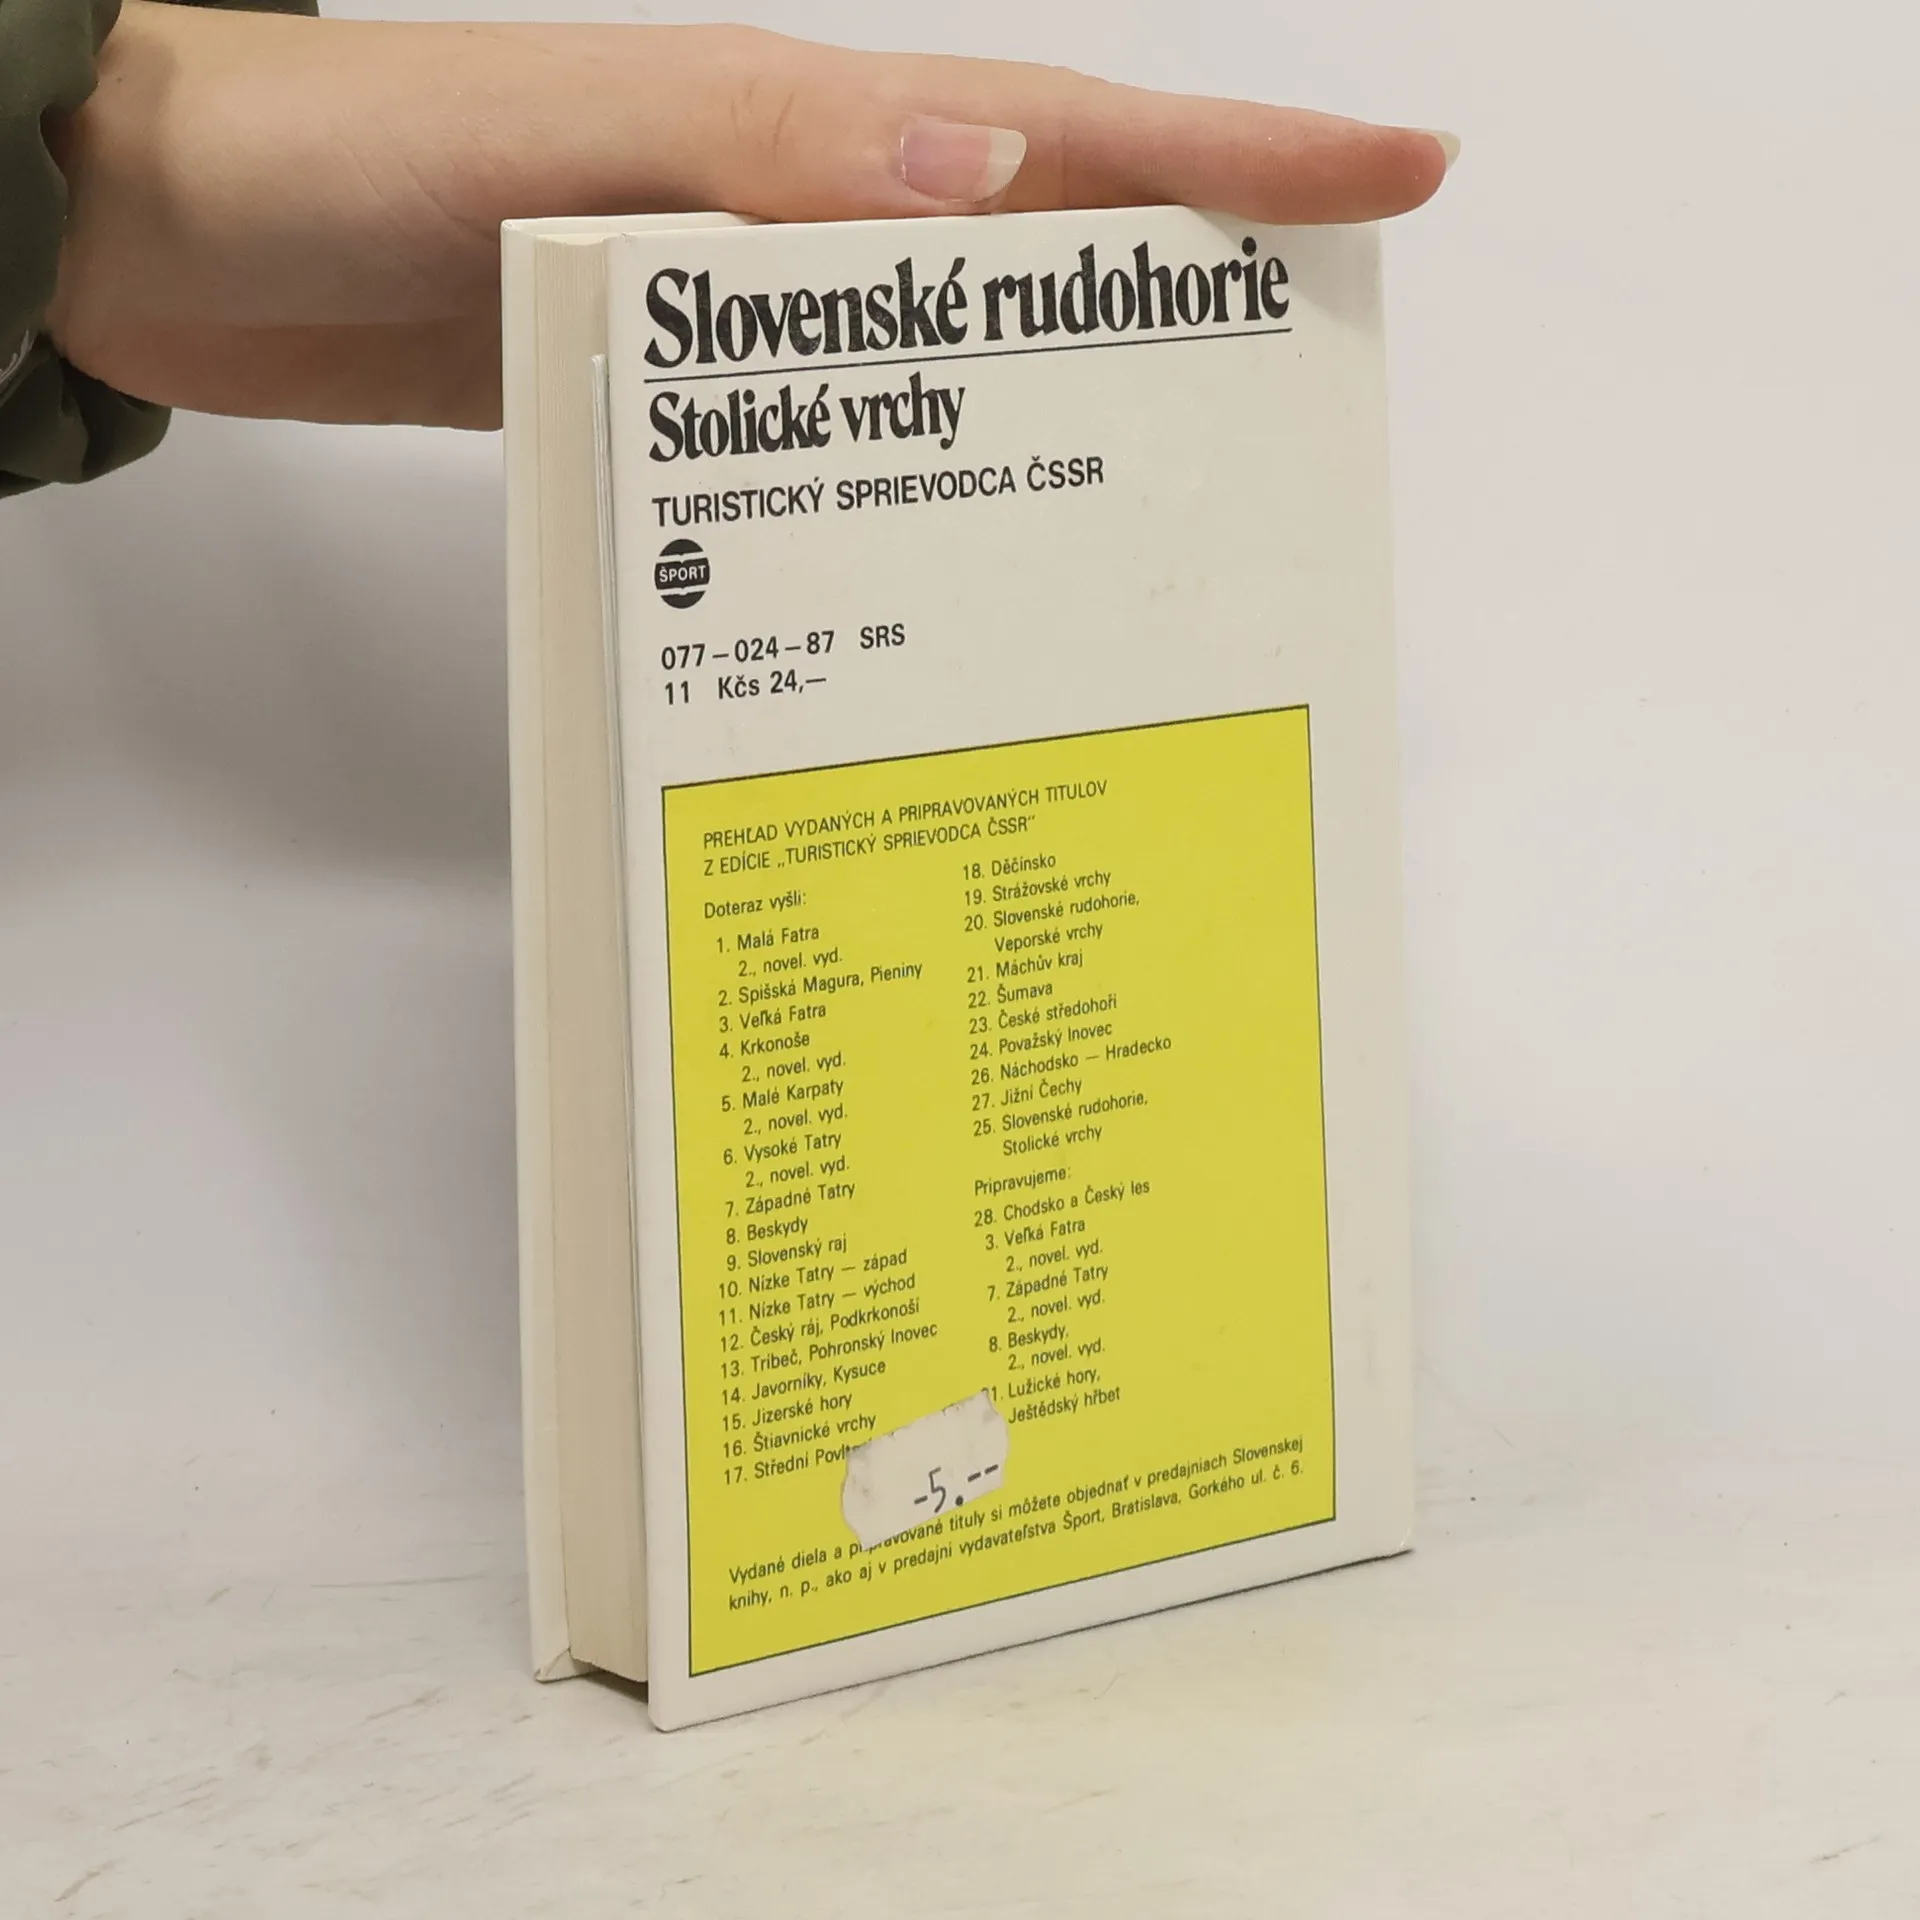 Slovenské rudohorie
Stolické vrchy
TURISTICKÝ SPRIEVODCA ČSSR
ŠPORT
077–024–87 SRS
11 Kčs 24,—
PREHĽAD VYDANÝCH A PRIPRAVOVANÝCH TITULOV
Z EDÍCIE „TURISTICKÝ SPRIEVODCA ČSSR"
Doteraz vyšli:
1. Malá Fatra
2., novel. vyd.
2. Spišská Magura, Pieniny
3. Veľká Fatra
4. Krkonoše
2., novel. vyd.
5. Malé Karpaty
2., novel. vyd.
6. Vysoké Tatry
2., novel. vyd.
7. Západné Tatry
8. Beskydy
9. Slovenský raj
10. Nízke Tatry — západ
11. Nízke Tatry — východ
12. Český ráj, Podkrkonoší
13. Tríbeč, Pohronský Inovec
14. Javorníky, Kysuce
15. Jizerské hory
16. Štiavnické vrchy
17. Střední
18. Děčínsko
19. Strážovské vrchy
20. Slovenské rudohorie,
Veporské vrchy
21. Máchův kraj
22. Šumava
23. České středohoří
24. Považský Inovec
26. Náchodsko — Hradecko
27. Jižní Čechy
25. Slovenské rudohorie,
Stolické vrchy
Pripravujeme:
28. Chodsko a Český les
3. Veľká Fatra
2., novel. vyd.
7. Západné Tatry
2., novel. vyd.
8. Beskydy,
2., novel. vyd.
Lužické hory,
Ještědský hřbet
-5.--
Vydané diela a pripravované tituly si môžete objednať v predajniach Slovenskej
knihy, n. p., ako aj v predajni vydavateľstva Šport, Bratislava, Gorkého ul. č. 6.